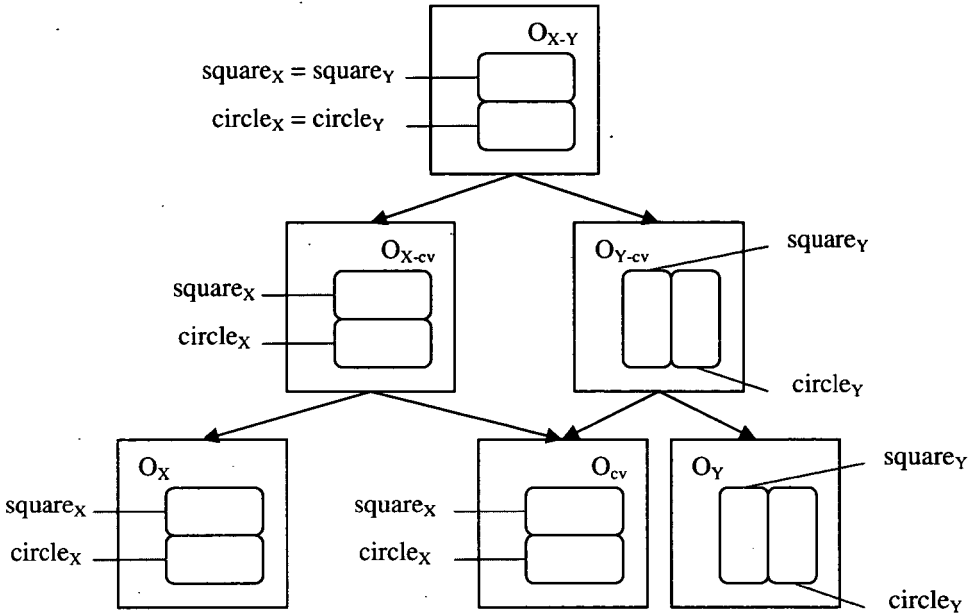 O_X-Y
square_X = square_Y
circle_X = circle_Y
O_X-cv
square_X
circle_X
O_Y-cv
square_Y
circle_Y
O_X
square_X
circle_X
O_cv
square_X
circle_X
O_Y
square_Y
circle_Y